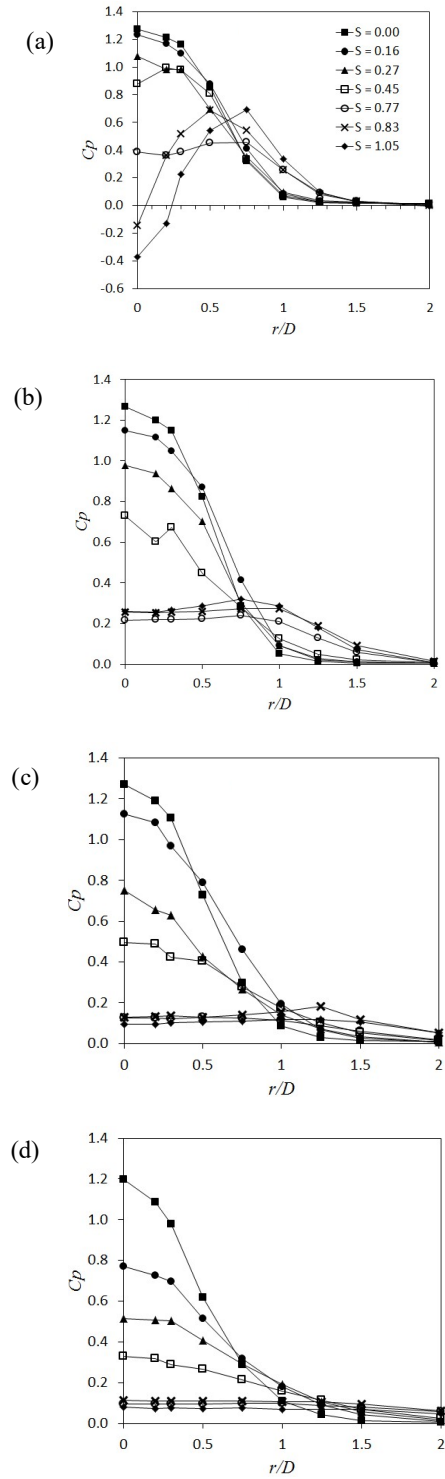 (a)
1.4
1.2
1.0
0.8
0.6
0.4
0.2
0.0
-0.2
-0.4
-0.6
Cp
S = 0.00
S = 0.16
S = 0.27
S = 0.45
S = 0.77
S = 0.83
S = 1.05
0 0.5 1 1.5 2
r/D
(b)
1.4
1.2
1.0
0.8
0.6
0.4
0.2
0.0
Cp
0 0.5 1 1.5 2
r/D
(c)
1.4
1.2
1.0
0.8
0.6
0.4
0.2
0.0
Cp
0 0.5 1 1.5 2
r/D
(d)
1.4
1.2
1.0
0.8
0.6
0.4
0.2
0.0
Cp
0 0.5 1 1.5 2
r/D